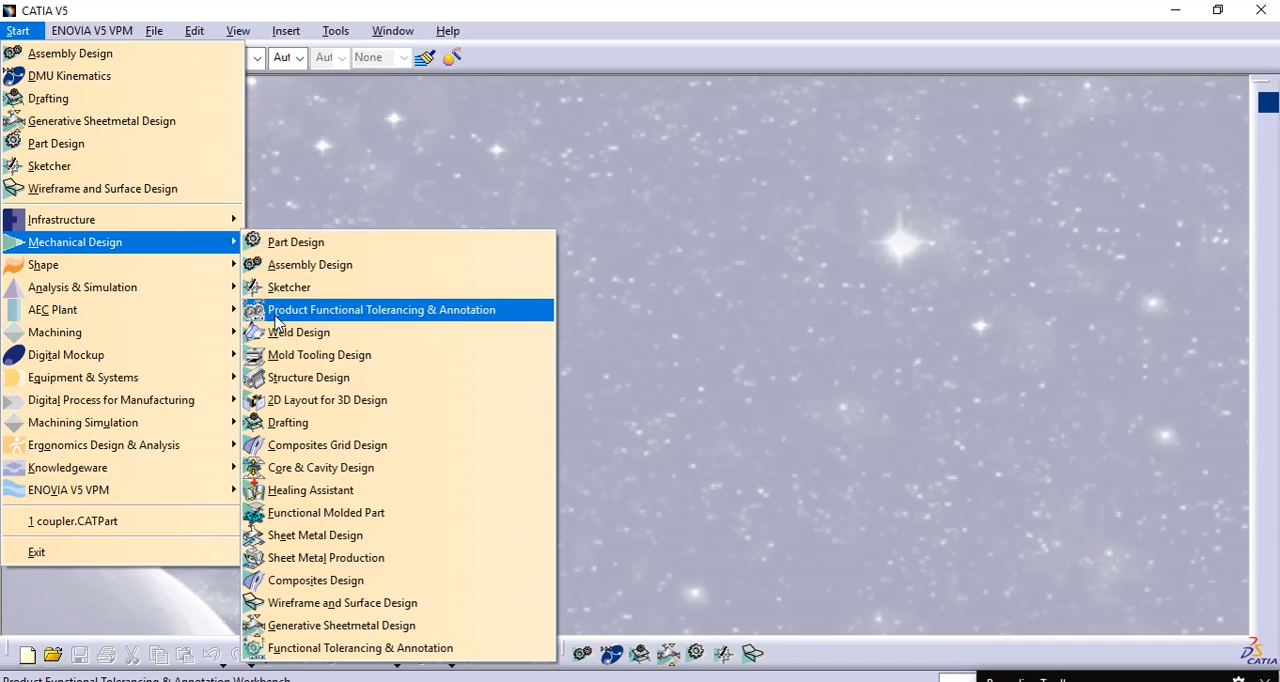 CATIA V5
Start ENOVIA V5 VPM File Edit View Insert Tools Window Help
Aut Aut None
Assembly Design
DMU Kinematics
Drafting
Generative Sheetmetal Design
Part Design
Sketcher
Wireframe and Surface Design
Infrastructure
Mechanical Design
Shape
Analysis & Simulation
AEC Plant
Machining
Digital Mockup
Equipment & Systems
Digital Process for Manufacturing
Machining Simulation
Ergonomics Design & Analysis
Knowledgeware
ENOVIA V5 VPM
1 coupler.CATPart
Exit
Part Design
Assembly Design
Sketcher
Product Functional Tolerancing & Annotation
Weld Design
Mold Tooling Design
Structure Design
2D Layout for 3D Design
Drafting
Composites Grid Design
Core & Cavity Design
Healing Assistant
Functional Molded Part
Sheet Metal Design
Sheet Metal Production
Composites Design
Wireframe and Surface Design
Generative Sheetmetal Design
Functional Tolerancing & Annotation
CATIA
Product Functional Tolerancing & Annotation Workbench